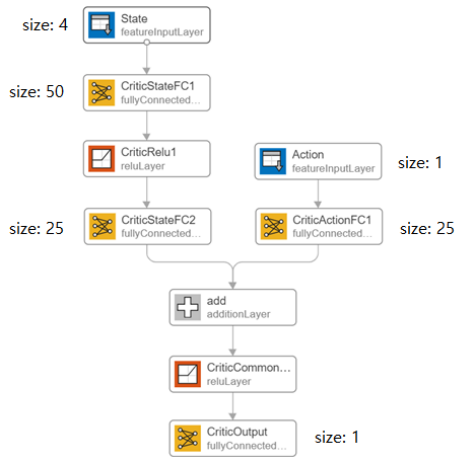 size: 4
State
featureInputLayer
size: 50
CriticStateFC1
fullyConnected...
CriticRelu1
reluLayer
Action
featureInputLayer
size: 1
size: 25
CriticStateFC2
fullyConnected...
CriticActionFC1
fullyConnected...
size: 25
add
additionLayer
CriticCommon...
reluLayer
CriticOutput
fullyConnected...
size: 1